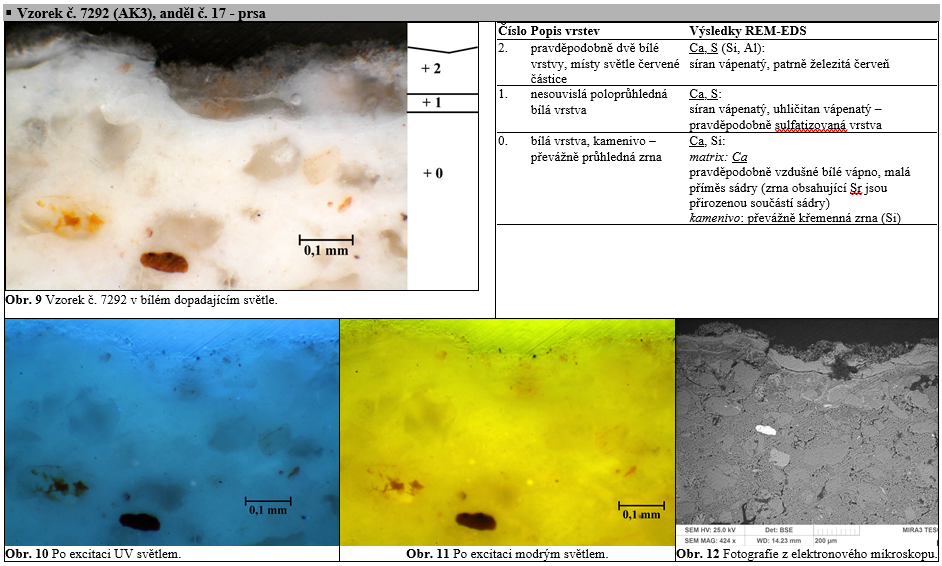 ▪ Vzorek č. 7292 (AK3), anděl č. 17 - prsa
+ 2
+ 1
+ 0
0,1 mm
Obr. 9 Vzorek č. 7292 v bílém dopadajícím světle.
Číslo Popis vrstev Výsledky REM-EDS
2. pravděpodobně dvě bílé Ca, S (Si, Al):
vrstvy, místy světle červené síran vápenatý, patrně železitá červeň
částice
1. nesouvislá poloprůhledná Ca, S:
bílá vrstva síran vápenatý, uhličitan vápenatý –
pravděpodobně sulfatizovaná vrstva
0. bílá vrstva, kamenivo – Ca, Si:
převážně průhledná zrna matrix: Ca
pravděpodobně vzdušné bílé vápno, malá
příměs sádry (zrna obsahující Sr jsou
přirozenou součástí sádry)
kamenivo: převážně křemenná zrna (Si)
0,1 mm
Obr. 10 Po excitaci UV světlem.
0,1 mm
Obr. 11 Po excitaci modrým světlem.
SEM HV: 25.0 kV Det: BSE MIRA3 TES
SEM MAG: 424 x WD: 14.23 mm 200 µm
Obr. 12 Fotografie z elektronového mikroskopu.